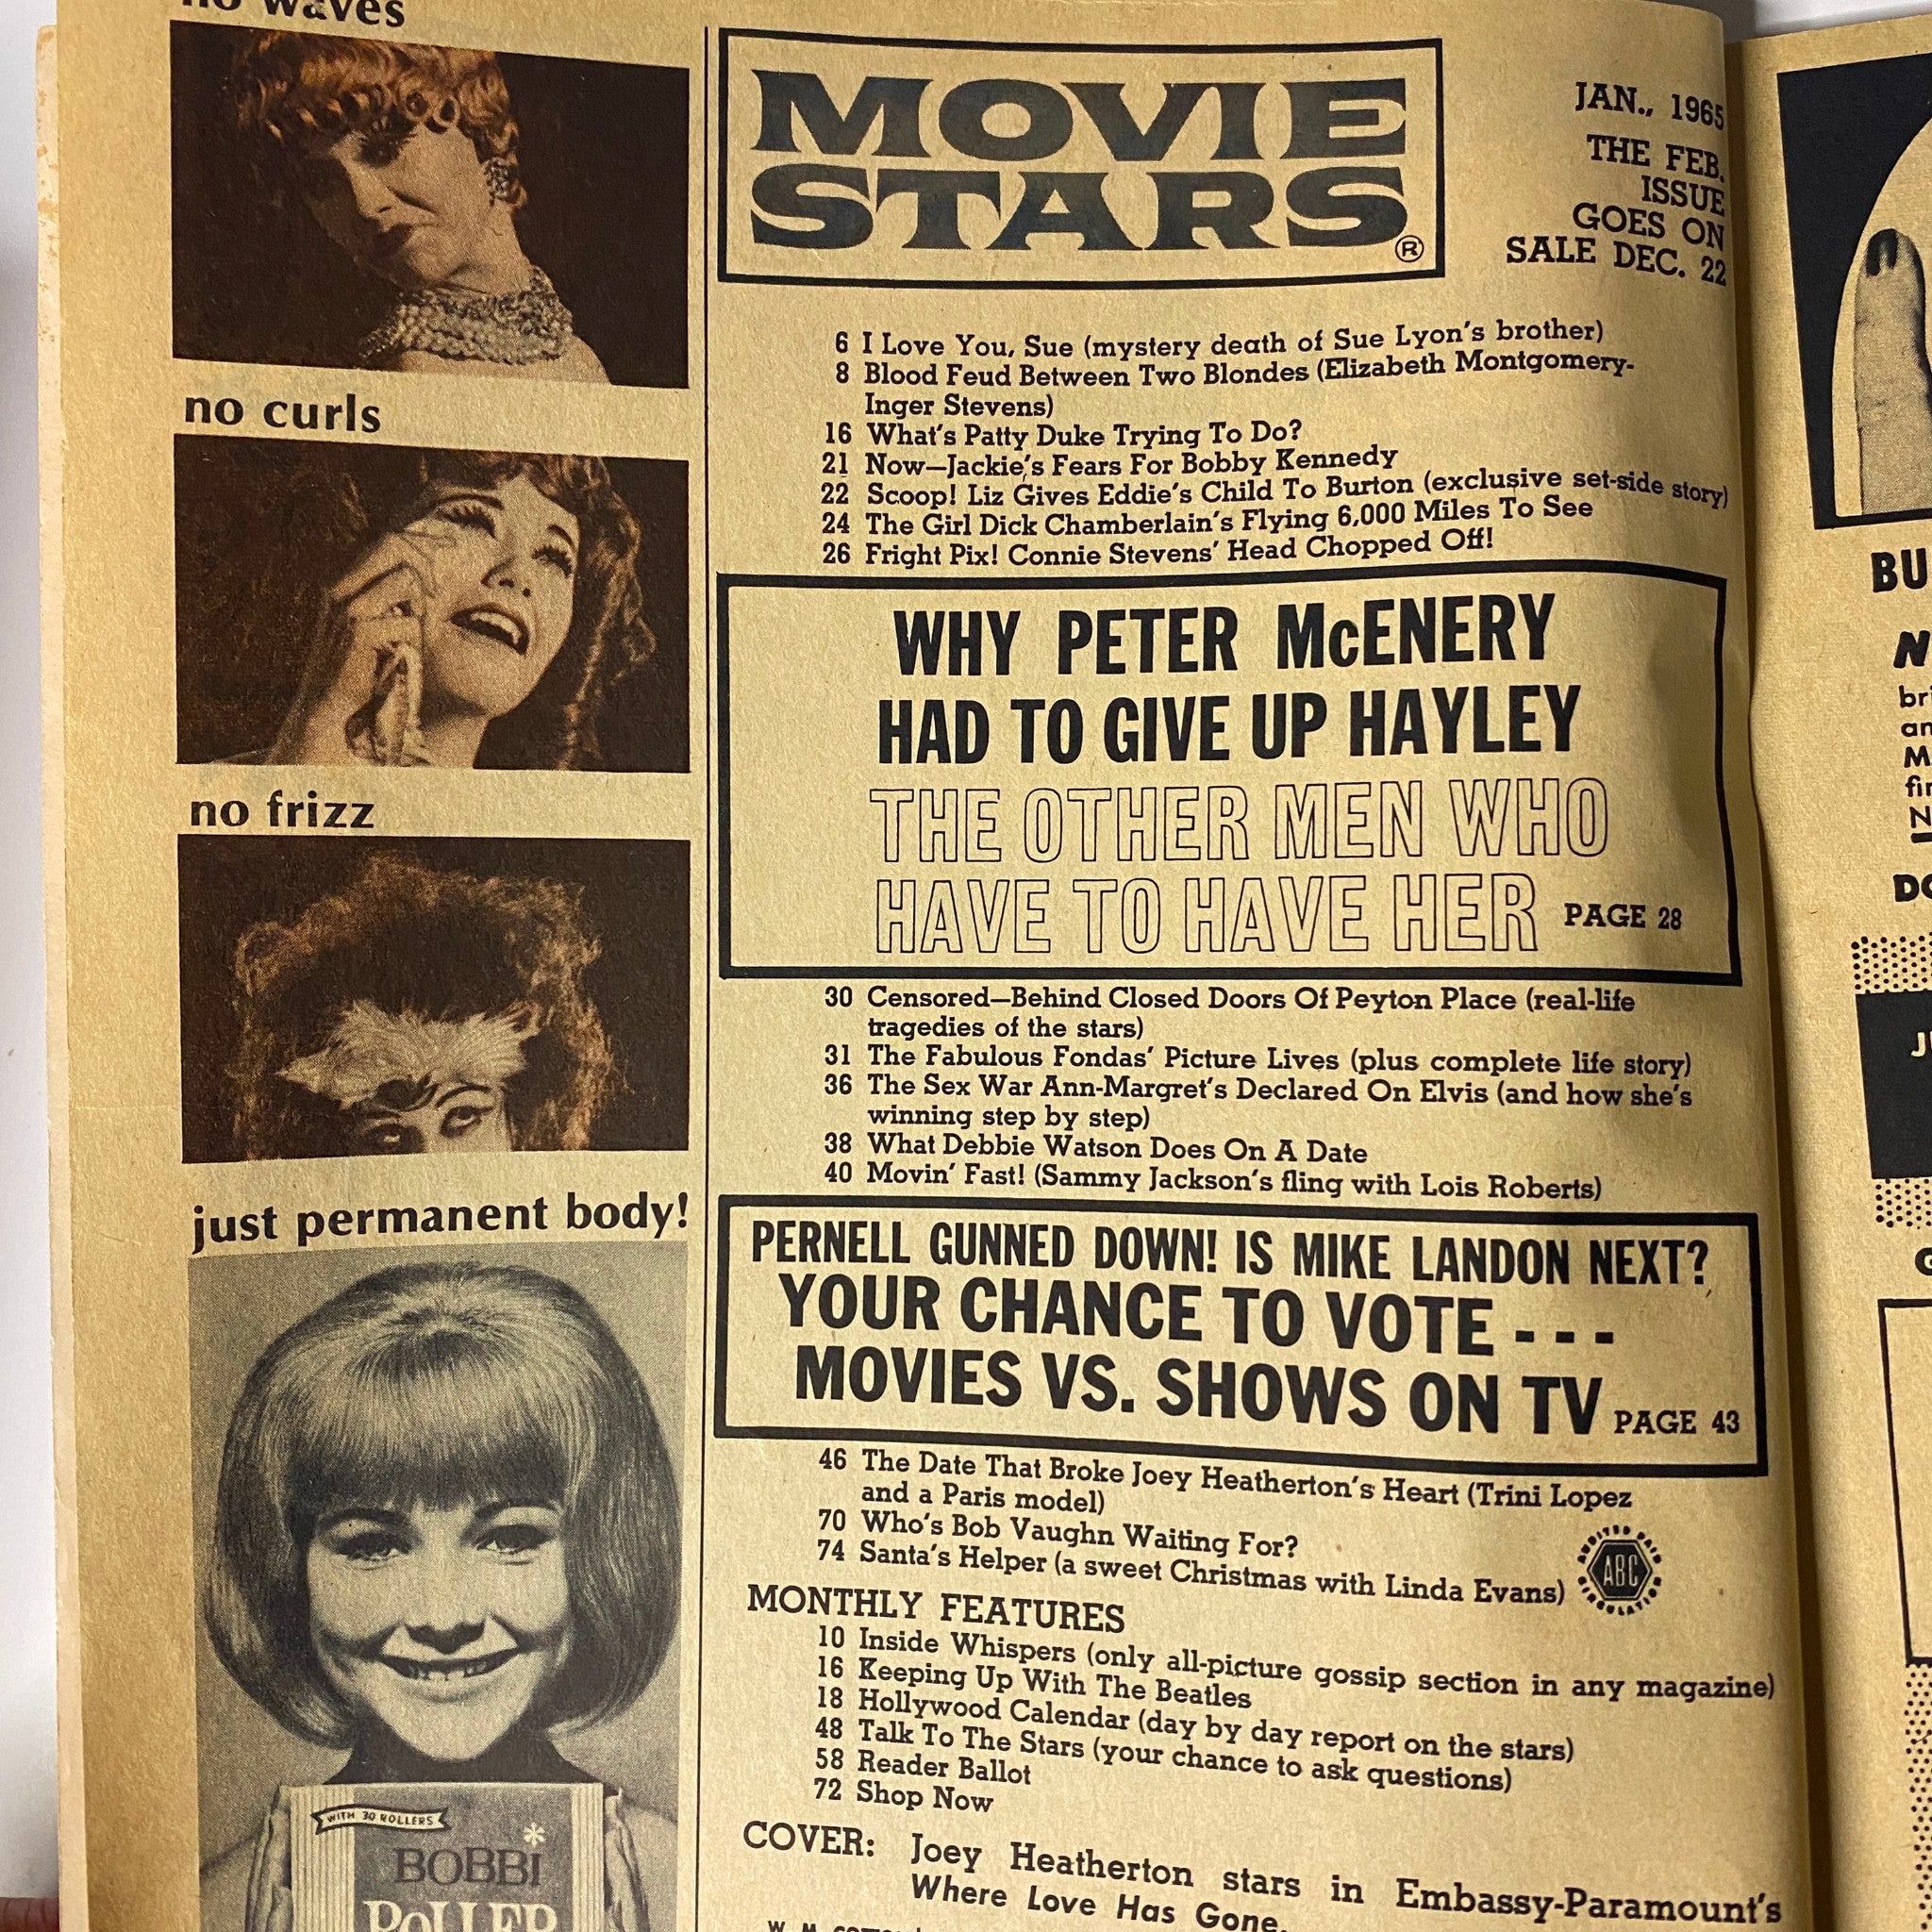 no waves
no curls
no frizz
just permanent body!
WITH 30 ROLLERS
BOBBI
MOVIE
STARS®
JAN., 1965
THE FEB.
ISSUE
GOES ON
SALE DEC. 22
6 I Love You, Sue (mystery death of Sue Lyon's brother)
8 Blood Feud Between Two Blondes (Elizabeth Montgomery-
Inger Stevens)
16 What's Patty Duke Trying To Do?
21 Now—Jackie's Fears For Bobby Kennedy
22 Scoop! Liz Gives Eddie's Child To Burton (exclusive set-side story)
24 The Girl Dick Chamberlain's Flying 6,000 Miles To See
26 Fright Pix! Connie Stevens' Head Chopped Off!
WHY PETER McENERY
HAD TO GIVE UP HAYLEY
THE OTHER MEN WHO
HAVE TO HAVE HER PAGE 28
30 Censored—Behind Closed Doors Of Peyton Place (real-life
tragedies of the stars)
31 The Fabulous Fondas' Picture Lives (plus complete life story)
36 The Sex War Ann-Margret's Declared On Elvis (and how she's
winning step by step)
38 What Debbie Watson Does On A Date
40 Movin' Fast! (Sammy Jackson's fling with Lois Roberts)
PERNELL GUNNED DOWN! IS MIKE LANDON NEXT?
YOUR CHANCE TO VOTE - - -
MOVIES VS. SHOWS ON TV PAGE 43
46 The Date That Broke Joey Heatherton's Heart (Trini Lopez
and a Paris model)
70 Who's Bob Vaughn Waiting For?
74 Santa's Helper (a sweet Christmas with Linda Evans)
AUDITED PAID
ABC
CIRCULATION
MONTHLY FEATURES
10 Inside Whispers (only all-picture gossip section in any magazine)
16 Keeping Up With The Beatles
18 Hollywood Calendar (day by day report on the stars)
48 Talk To The Stars (your chance to ask questions)
58 Reader Ballot
72 Shop Now
COVER: Joey Heatherton stars in Embassy-Paramount's
Where Love Has Gone.